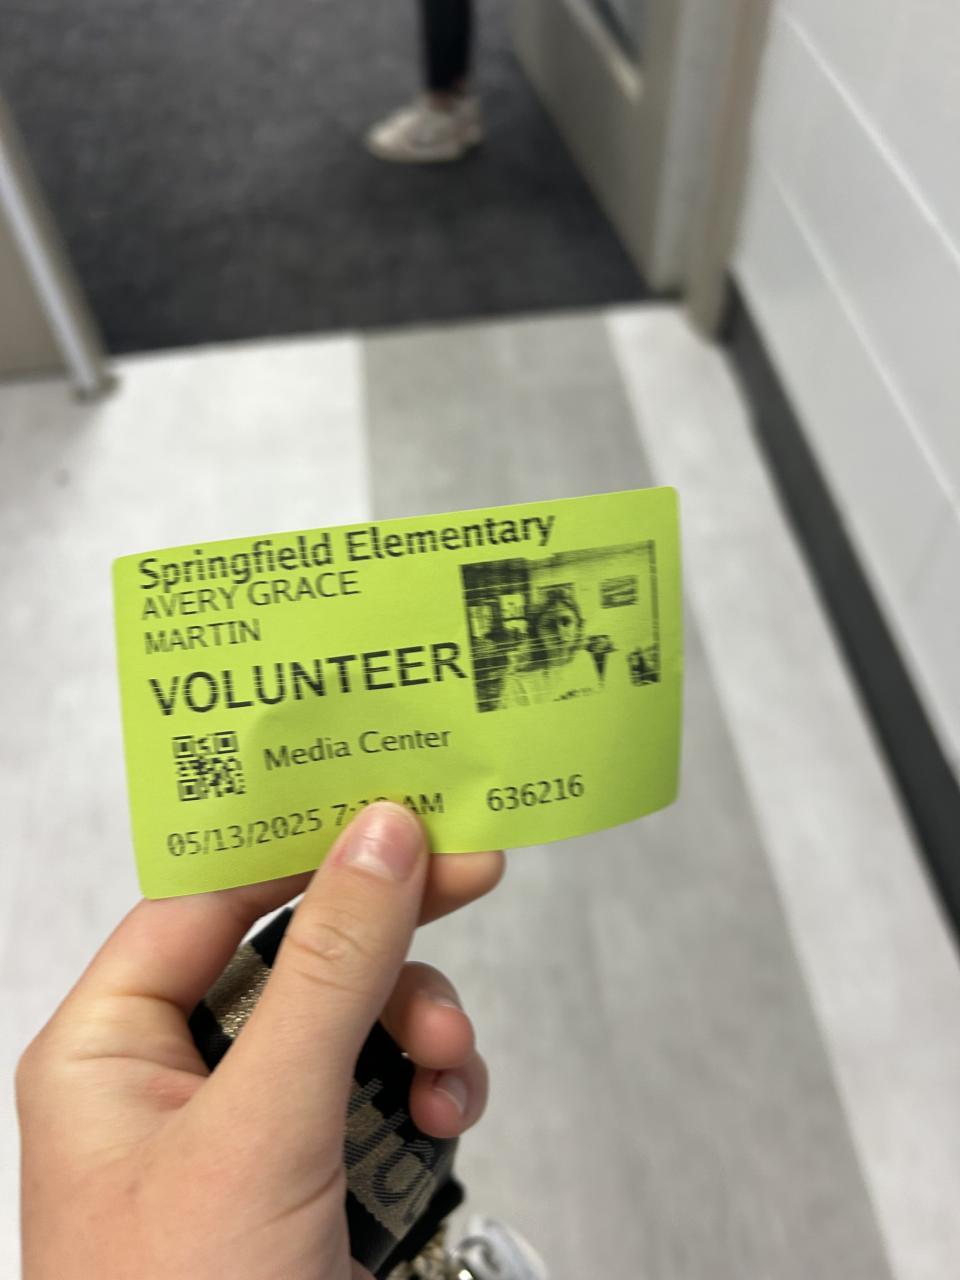 Springfield Elementary
AVERY GRACE
MARTIN
VOLUNTEER
Media Center
05/13/2025 AM 636216